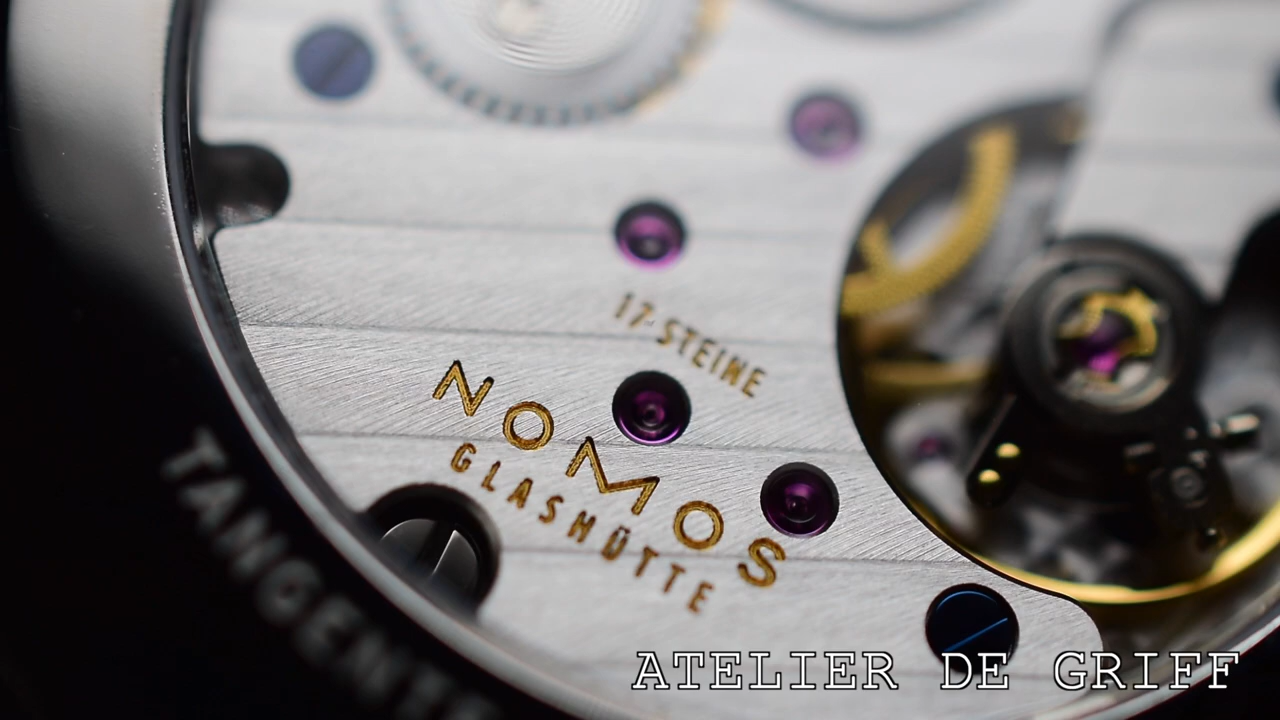 17 STEINE
NOMOS
GLASHÜTTE
TANGENTE
ATELIER DE GRIFF